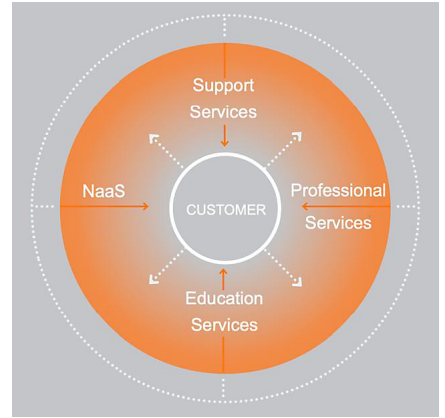 Support
Services
NaaS
CUSTOMER
Professional
Services
Education
Services